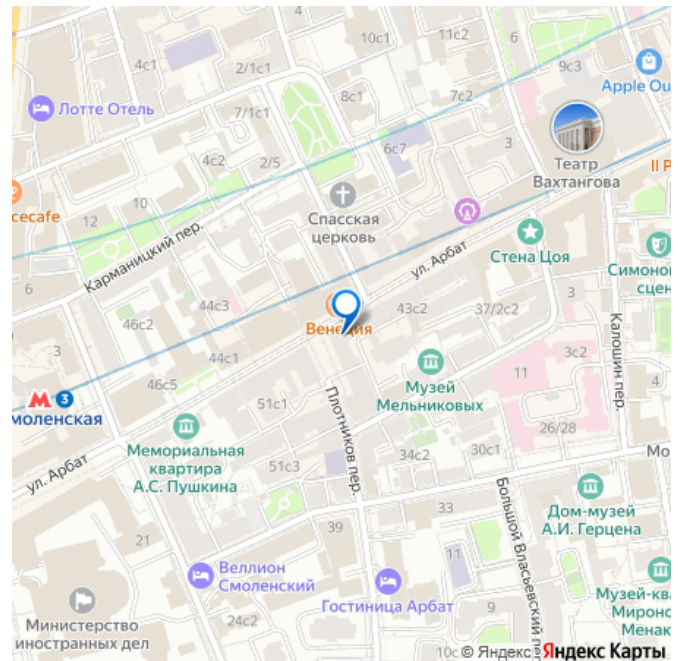 4
10с1
11с2
6
4с1
2/1с1
9с3
Apple Ou
Лотте Отель
7/1с1
8с1
7с2
6с7
3
4с2
2/5
Театр
Вахтангова
II P
cecafe
12
10
Спасская
церковь
Карманицкий пер.
ул. Арбат
Стена Цоя
Симоно
сцен
6
44с3
43с2
37/2с2
3
46с2
Венеция
Калошин пер.
3
44с1
3с2
11
46с5
Музей
Мельниковых
4
М 3
моленская
51с1
Плотников пер.
26/28
Мемориальная
квартира
А.С. Пушкина
34с2
30с1
Мо
ул. Арбат
51с3
Большой Власьевский пер.
Дом-музей
А.И. Герцена
33
39
21
Веллион
Смоленский
11
Гостиница Арбат
Музей-ква
Мироно
Менак
9
24с2
Министерство
иностранных дел
10с
© Яндекс
Яндекс Карты